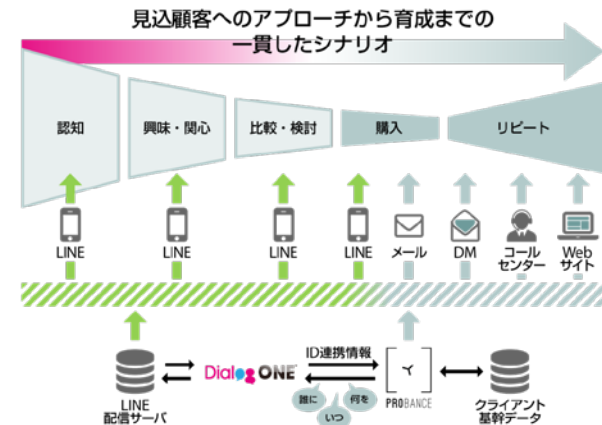 見込顧客へのアプローチから育成までの
一貫したシナリオ
認知
興味・関心
比較・検討
購入
リピート
LINE
LINE
LINE
LINE
メール
DM
コール
センター
Web
サイト
ID連携情報
DialogONE
誰に
いつ
何を
イ
PROBANCE
LINE
配信サーバ
クライアント
基幹データ